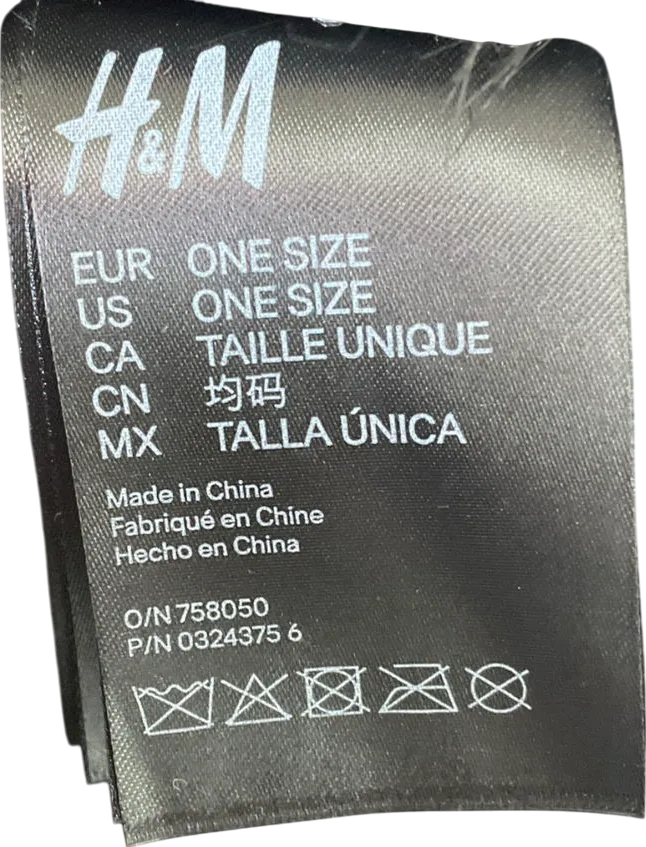 H&M
EUR ONE SIZE
US ONE SIZE
CA TAILLE UNIQUE
CN 均码
MX TALLA ÚNICA
Made in China
Fabriqué en Chine
Hecho en China
O/N 758050
P/N 0324375 6